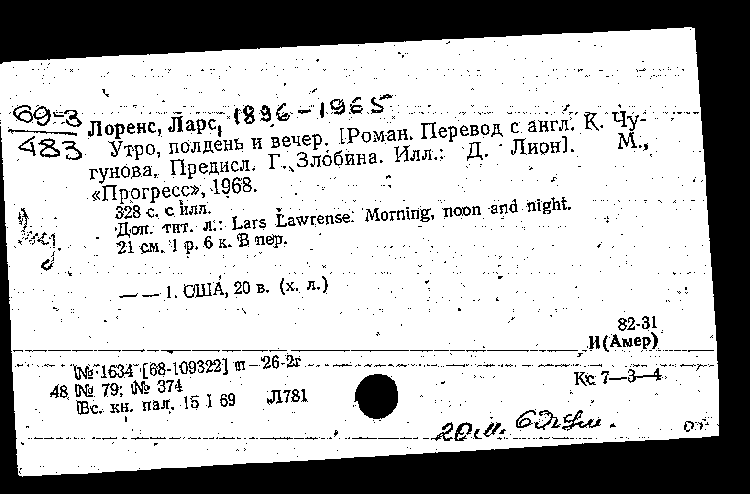 69-3
483
Лоренс, Ларс, 1896-1965
Утро, полдень и вечер. [Роман. Перевод с англ. К. Чу-
гунова. Предисл. Г. Злобина. Илл.: Д. Лион]. М.,
«Прогресс», 1968.
328 с. с илл.
Доп. тит. л.: Lars Lawrense. Morning, noon and night.
21 см. 1 р. 6 к. В пер.
— — 1. США, 20 в. (х. л.)
82-31
И(Амер)
№ 1634 [68-109322] п 26-2г
48 № 79; № 374
Вс. кн. пал. 15 I 69 Л781
Кс 7—3—4
20 м.